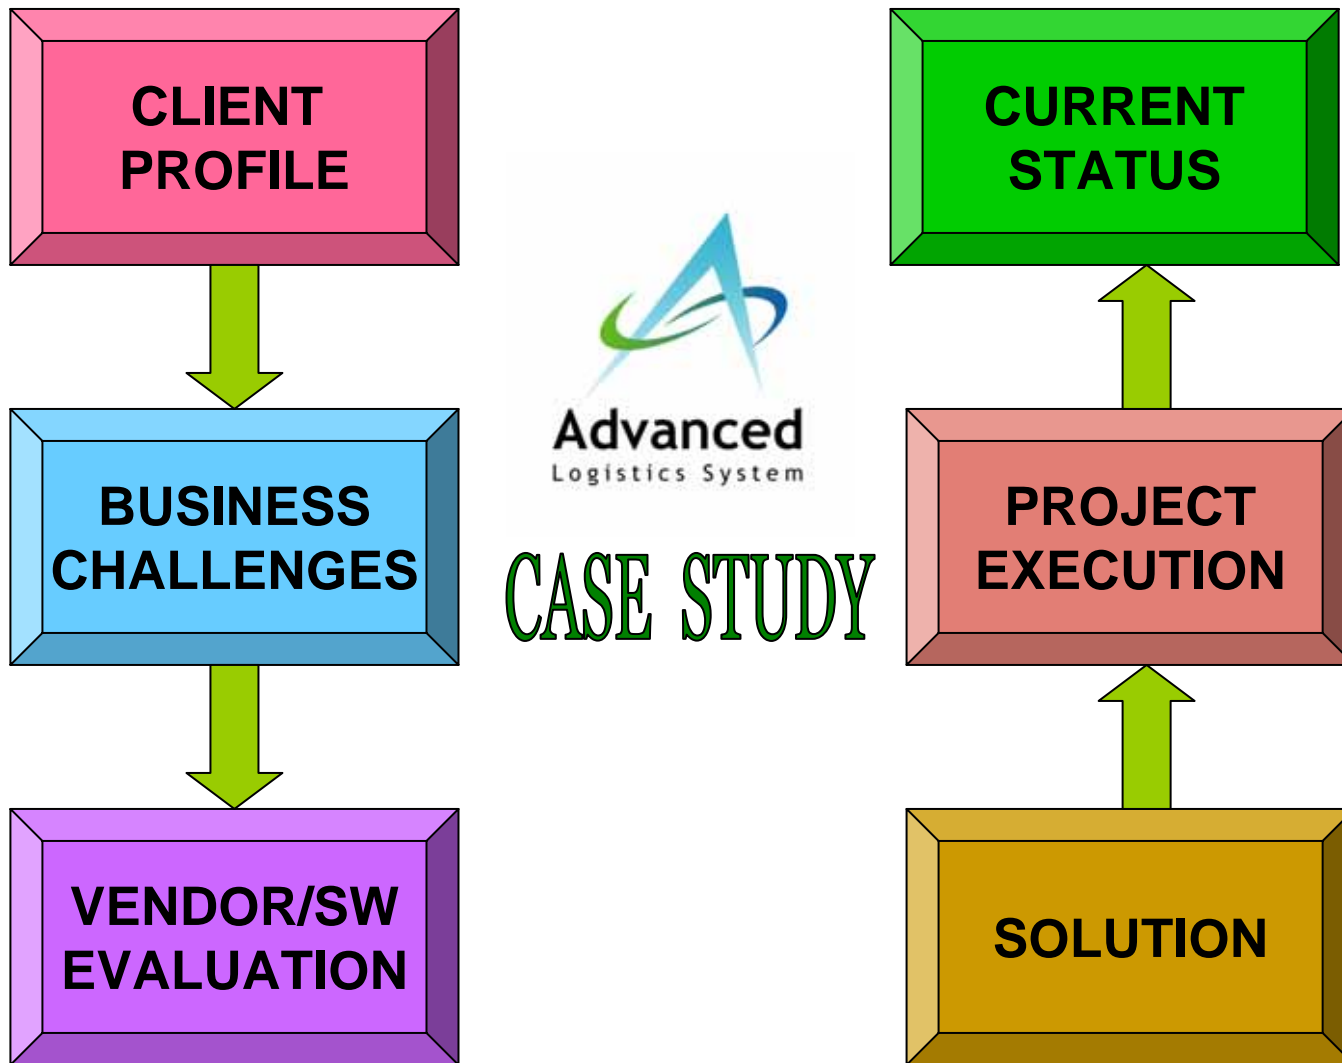 CLIENT
PROFILE
BUSINESS
CHALLENGES
VENDOR/SW
EVALUATION
Advanced
Logistics System
CASE STUDY
CURRENT
STATUS
PROJECT
EXECUTION
SOLUTION